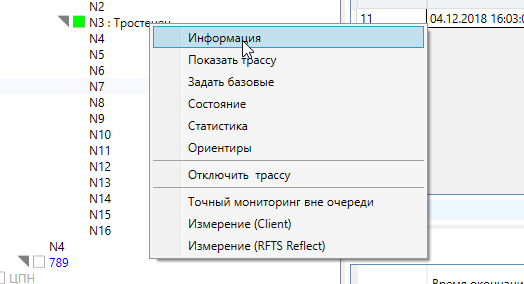 N2
N3 : Тростенец
N4
N5
N6
N7
N8
N9
N10
N11
N12
N13
N14
N15
N16
N4
789
ЦПН
Информация
Показать трассу
Задать базовые
Состояние
Статистика
Ориентиры
Отключить трассу
Точный мониторинг вне очереди
Измерение (Client)
Измерение (RFTS Reflect)
11 04.12.2018 16:03:0
Время окончани